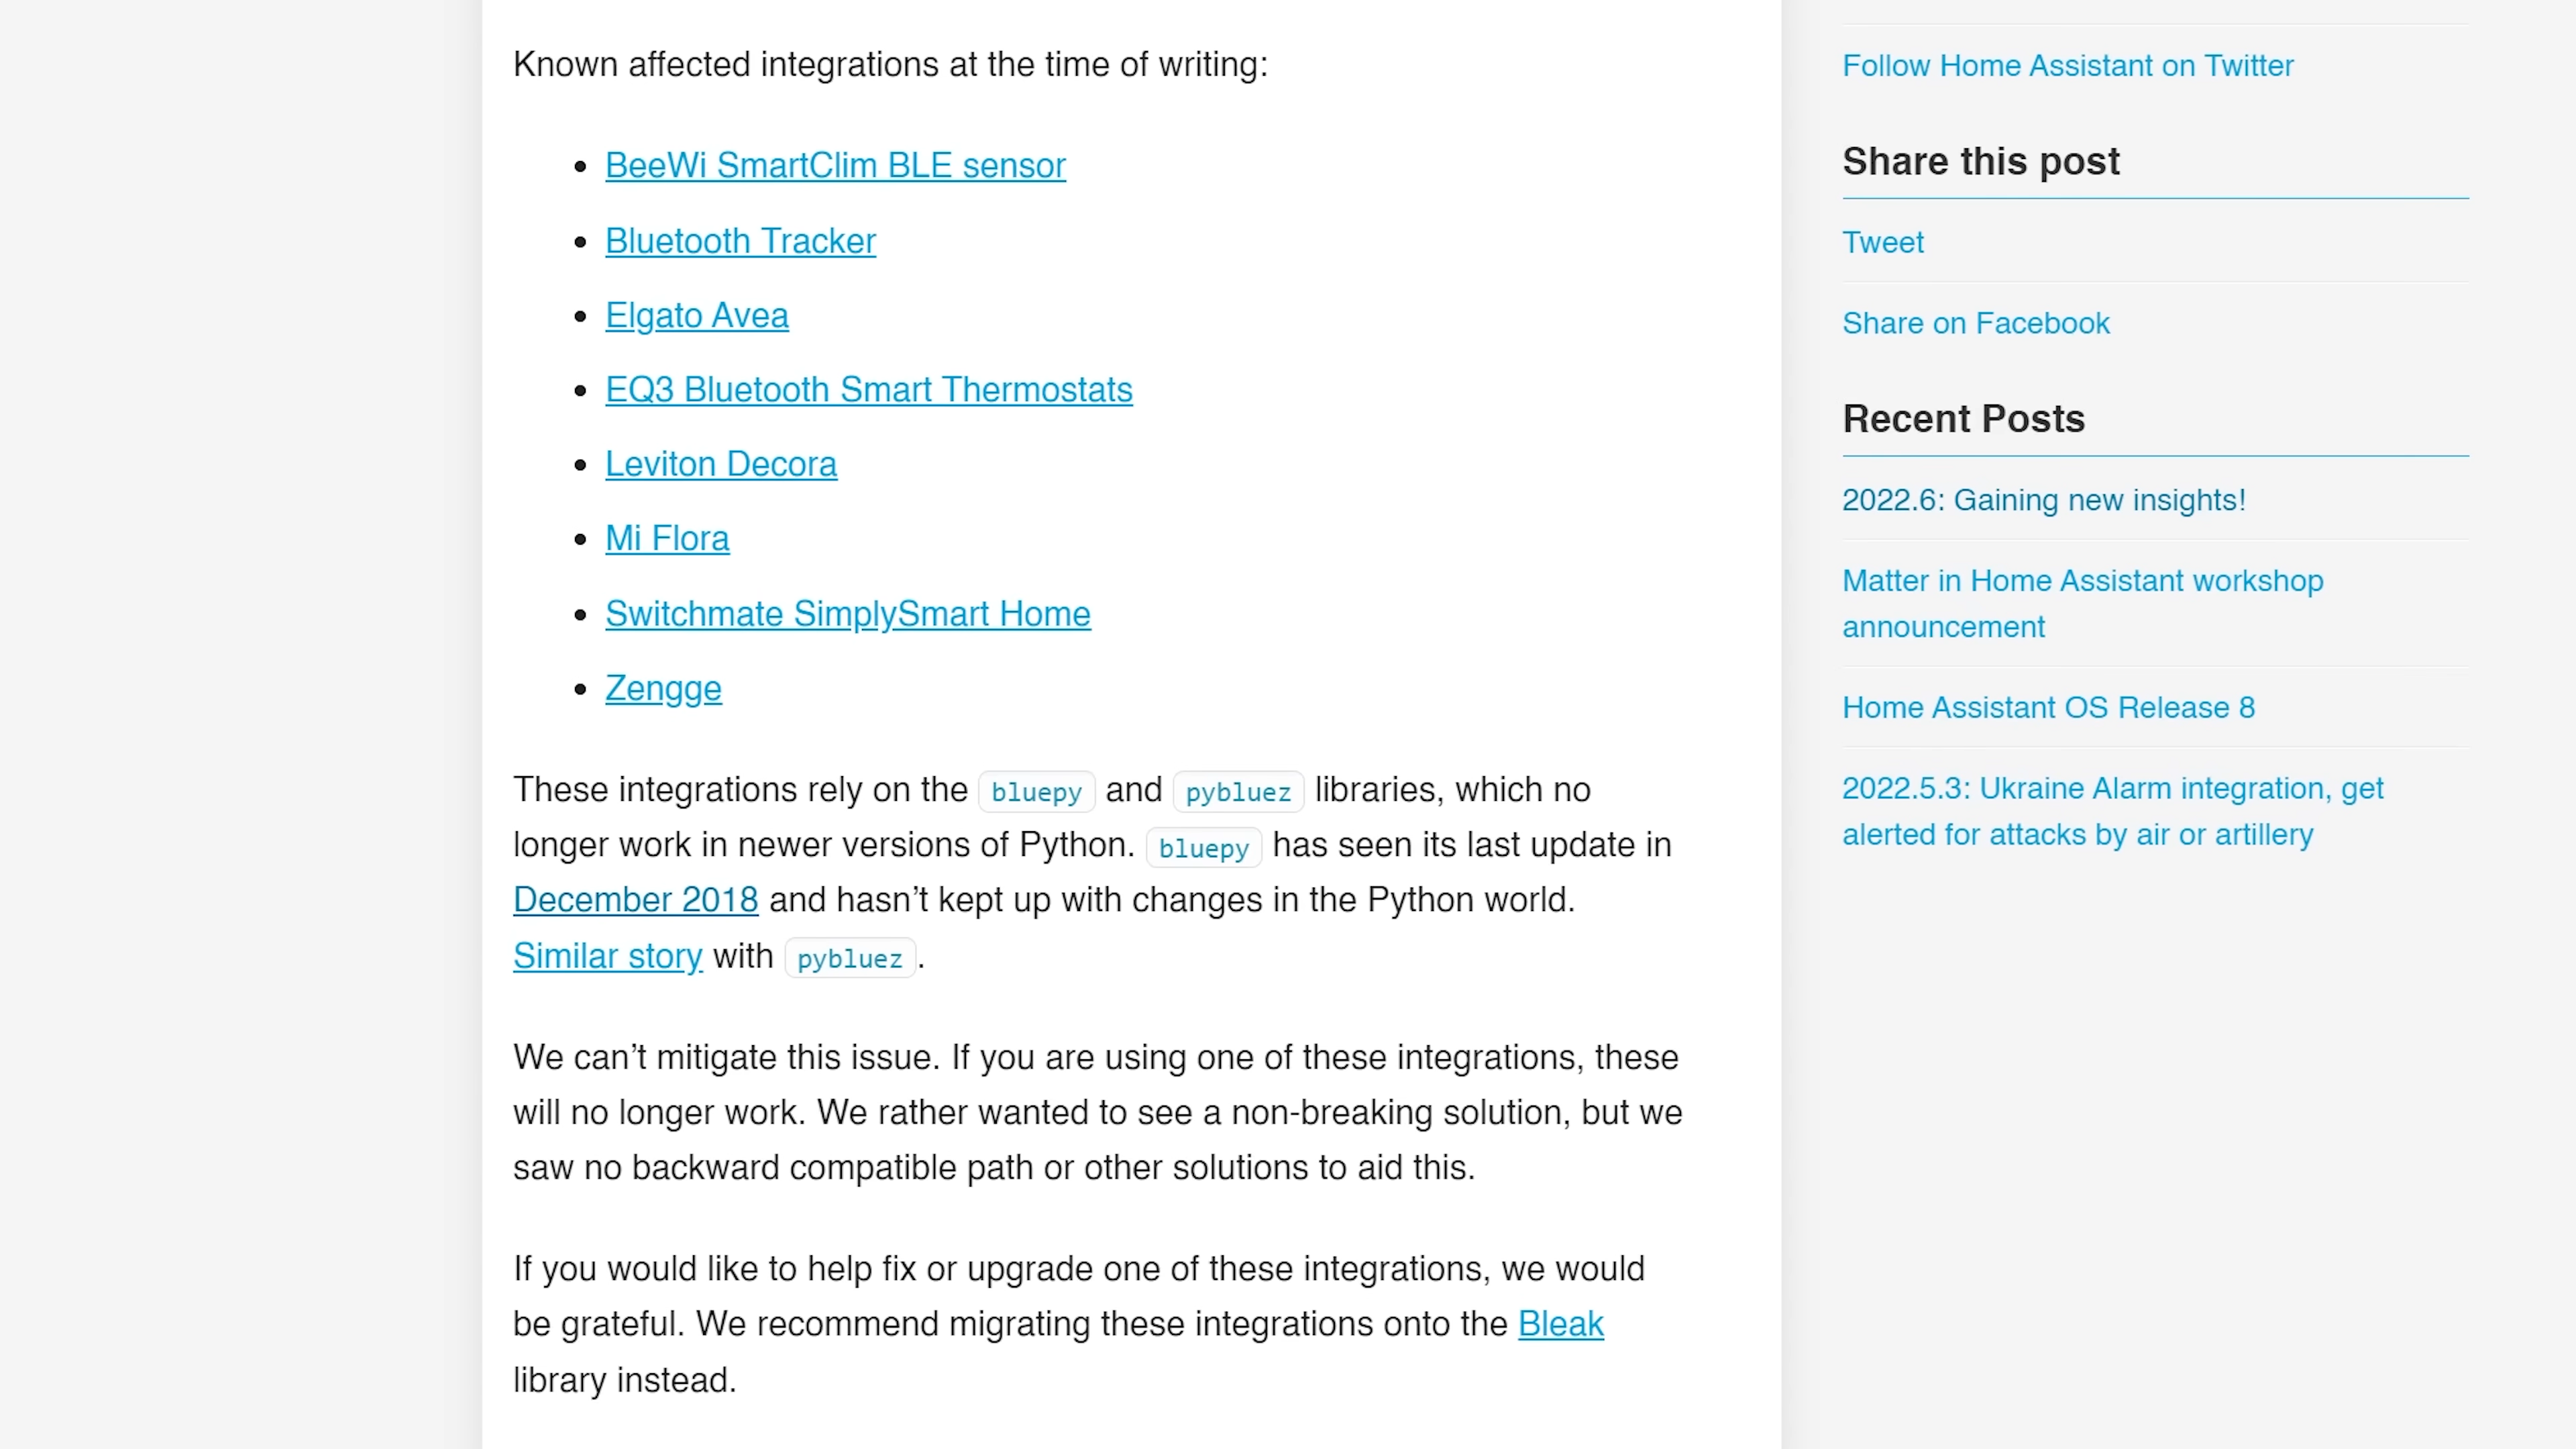 Known affected integrations at the time of writing:
BeeWi SmartClim BLE sensor
Bluetooth Tracker
Elgato Avea
EQ3 Bluetooth Smart Thermostats
Leviton Decora
Mi Flora
Switchmate SimplySmart Home
Zengge
These integrations rely on the bluepy and pybluez libraries, which no
longer work in newer versions of Python. bluepy has seen its last update in
December 2018 and hasn’t kept up with changes in the Python world.
Similar story with pybluez.
We can’t mitigate this issue. If you are using one of these integrations, these
will no longer work. We rather wanted to see a non-breaking solution, but we
saw no backward compatible path or other solutions to aid this.
If you would like to help fix or upgrade one of these integrations, we would
be grateful. We recommend migrating these integrations onto the Bleak
library instead.
Follow Home Assistant on Twitter
Share this post
Tweet
Share on Facebook
Recent Posts
2022.6: Gaining new insights!
Matter in Home Assistant workshop
announcement
Home Assistant OS Release 8
2022.5.3: Ukraine Alarm integration, get
alerted for attacks by air or artillery